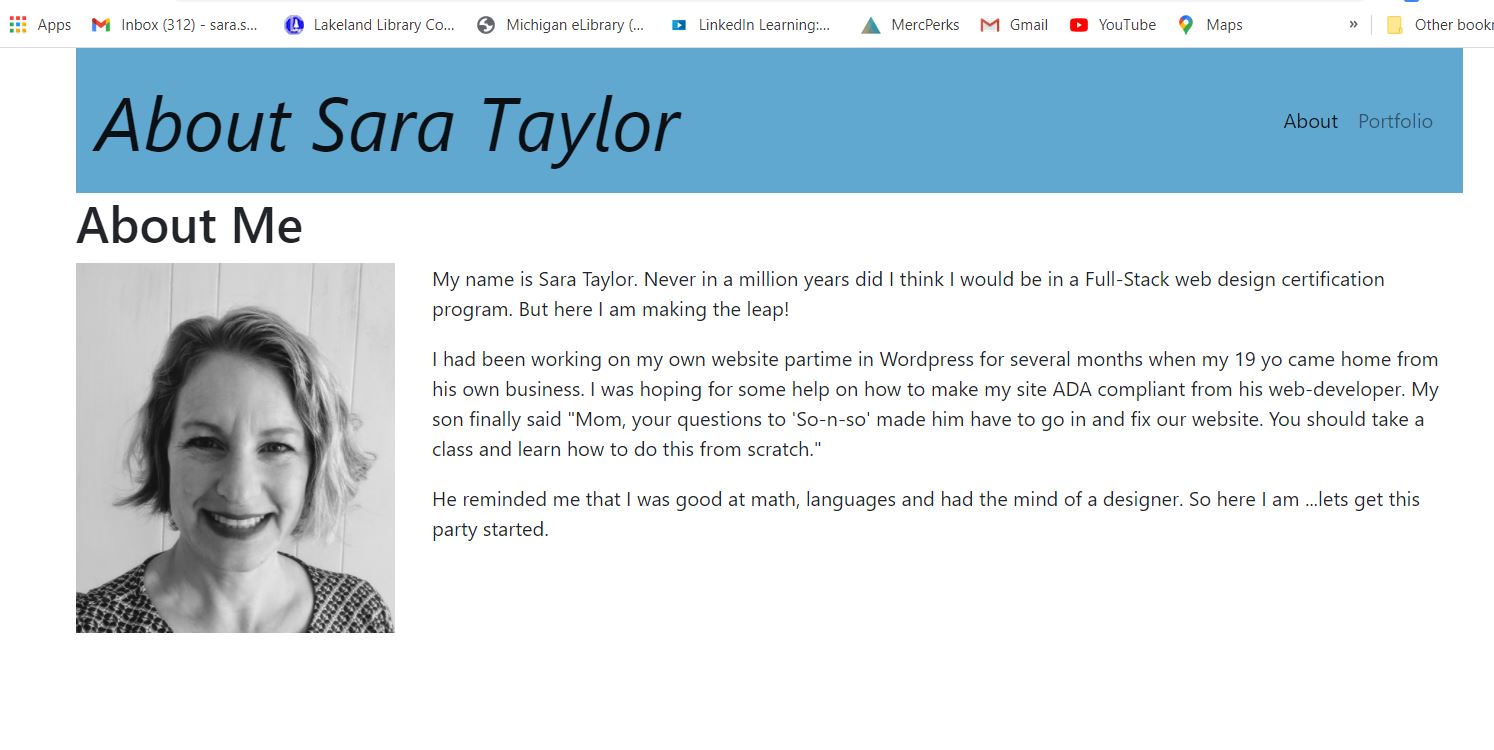 Apps Inbox (312) - sara.s... Lakeland Library Co... Michigan eLibrary (... LinkedIn Learning:... MercPerks Gmail YouTube Maps » Other bookr
About Sara Taylor
About Portfolio
About Me
My name is Sara Taylor. Never in a million years did I think I would be in a Full-Stack web design certification
program. But here I am making the leap!
I had been working on my own website partime in Wordpress for several months when my 19 yo came home from
his own business. I was hoping for some help on how to make my site ADA compliant from his web-developer. My
son finally said "Mom, your questions to 'So-n-so' made him have to go in and fix our website. You should take a
class and learn how to do this from scratch."
He reminded me that I was good at math, languages and had the mind of a designer. So here I am ...lets get this
party started.